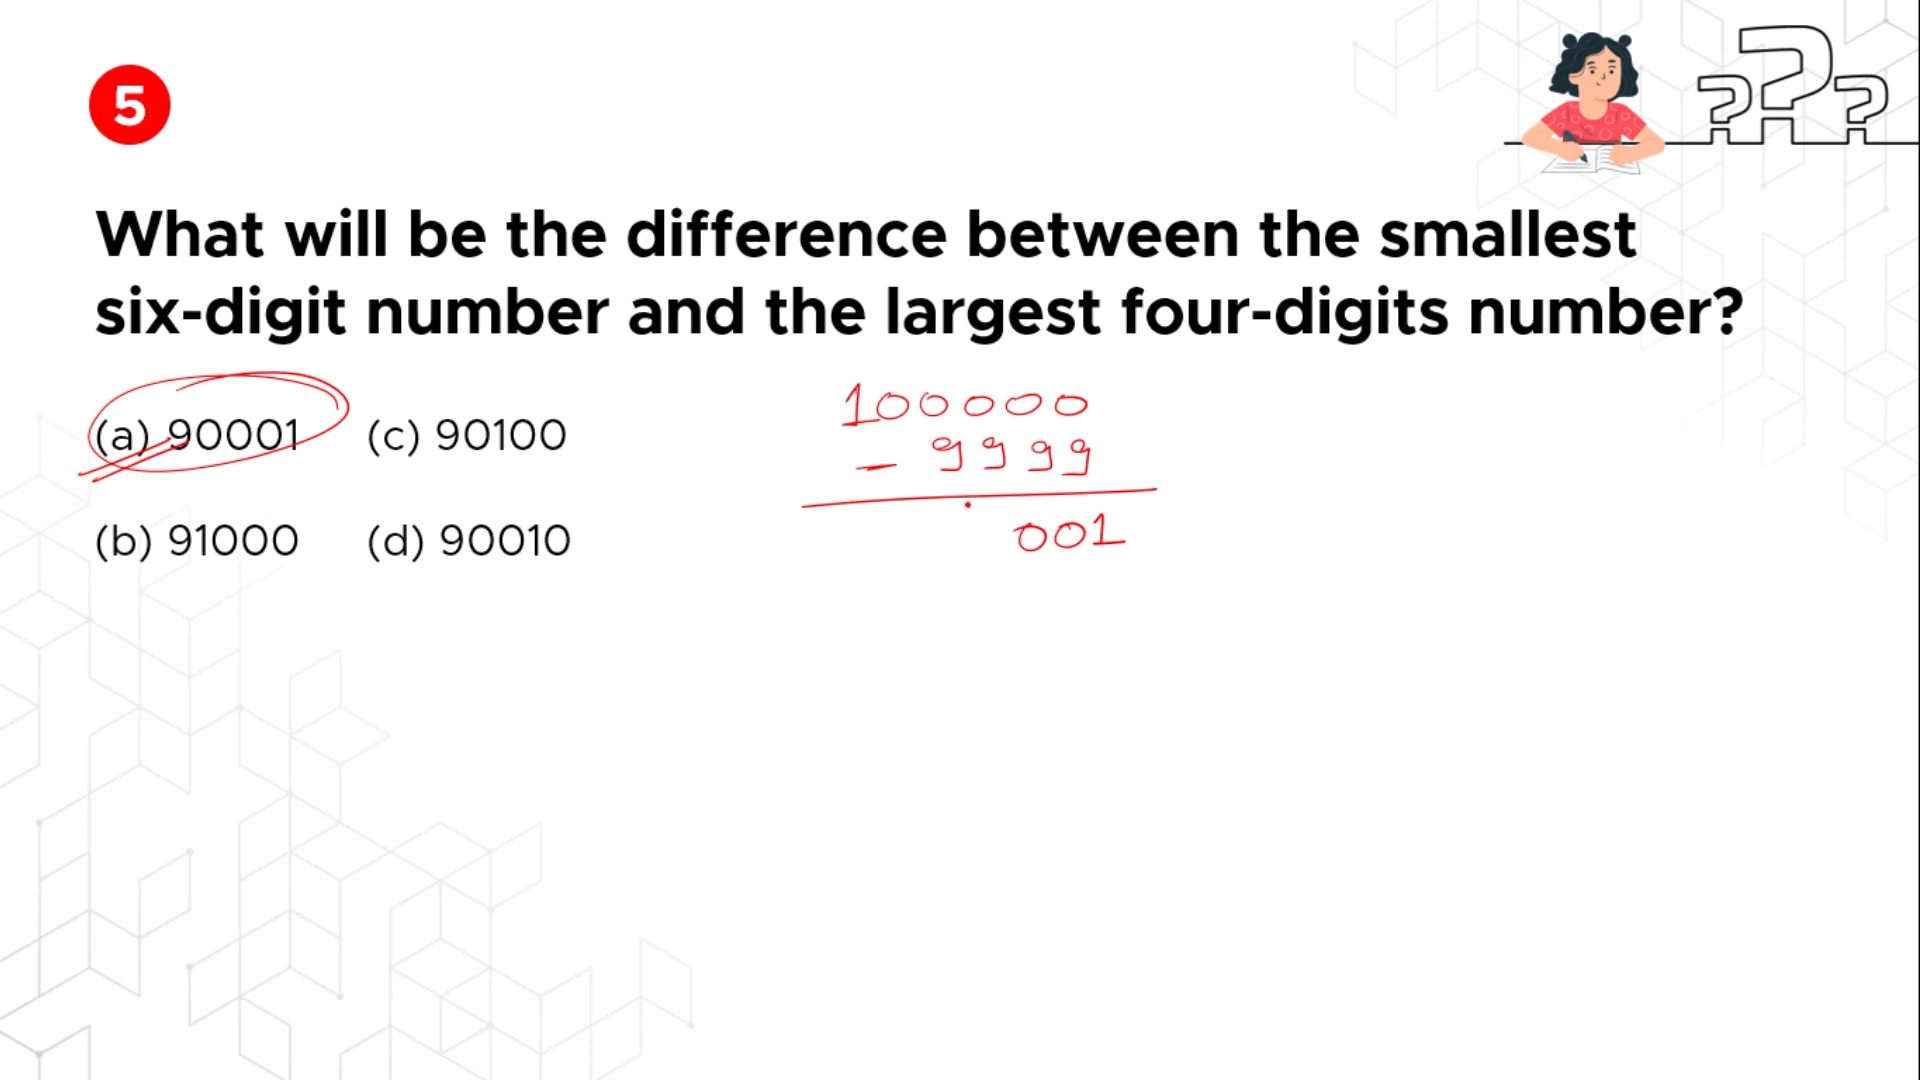 5
???
What will be the difference between the smallest
six-digit number and the largest four-digits number?
(a) 90001 (c) 90100
(b) 91000 (d) 90010
100000
- 9999
001